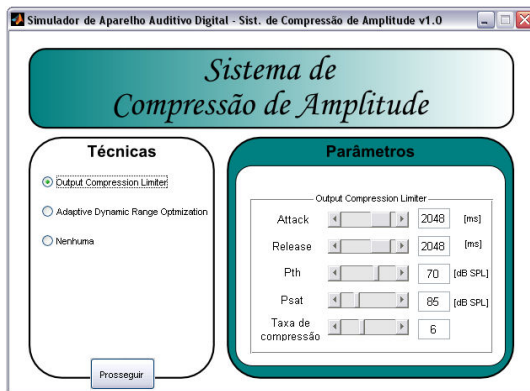 Simulador de Aparelho Auditivo Digital - Sist. de Compressão de Amplitude v1.0
Sistema de
Compressão de Amplitude
Técnicas
Output Compression Limiter
Adaptive Dynamic Range Optmization
Nenhuma
Prosseguir
Parâmetros
Output Compression Limiter
Attack 2048 [ms]
Release 2048 [ms]
Pth 70 [dB SPL]
Psat 85 [dB SPL]
Taxa de
compressão 6